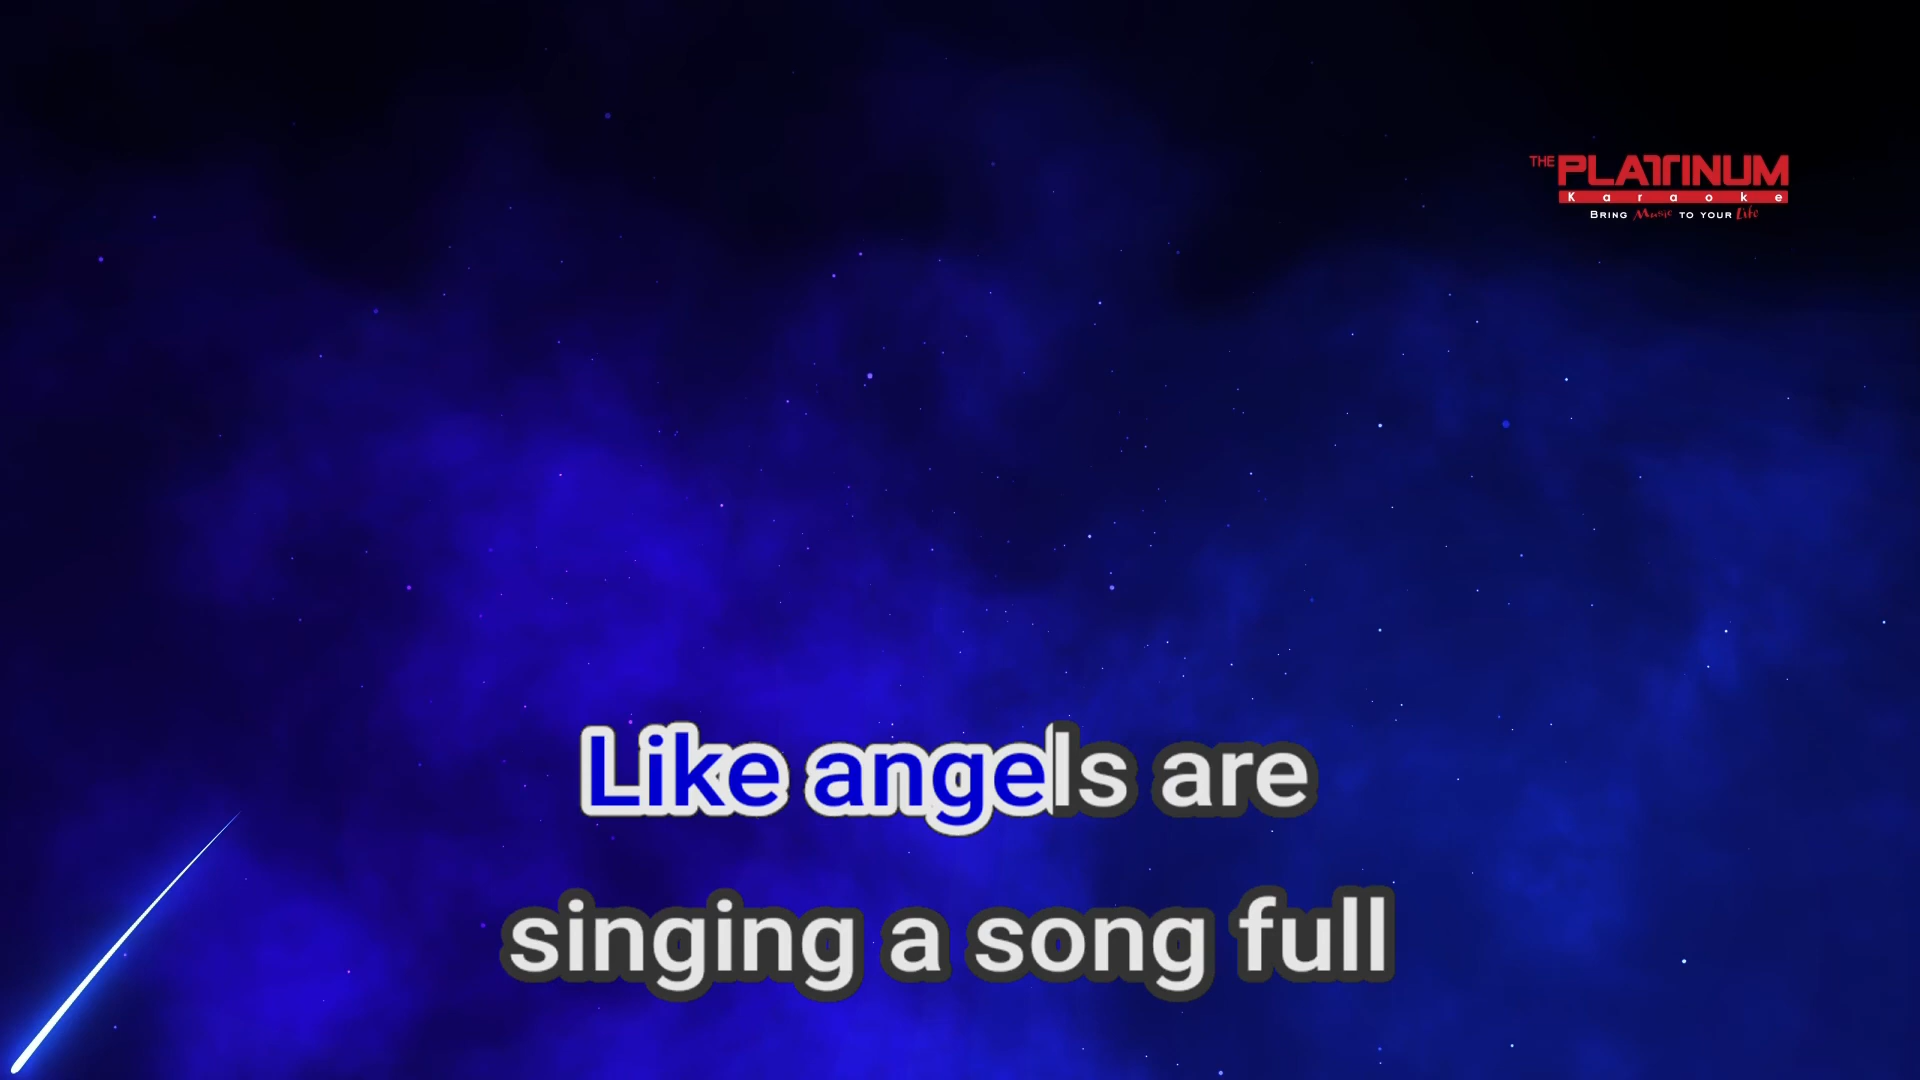 THE PLATINUM
Karaoke
BRING Music TO YOUR Life
Like angels are
singing a song full